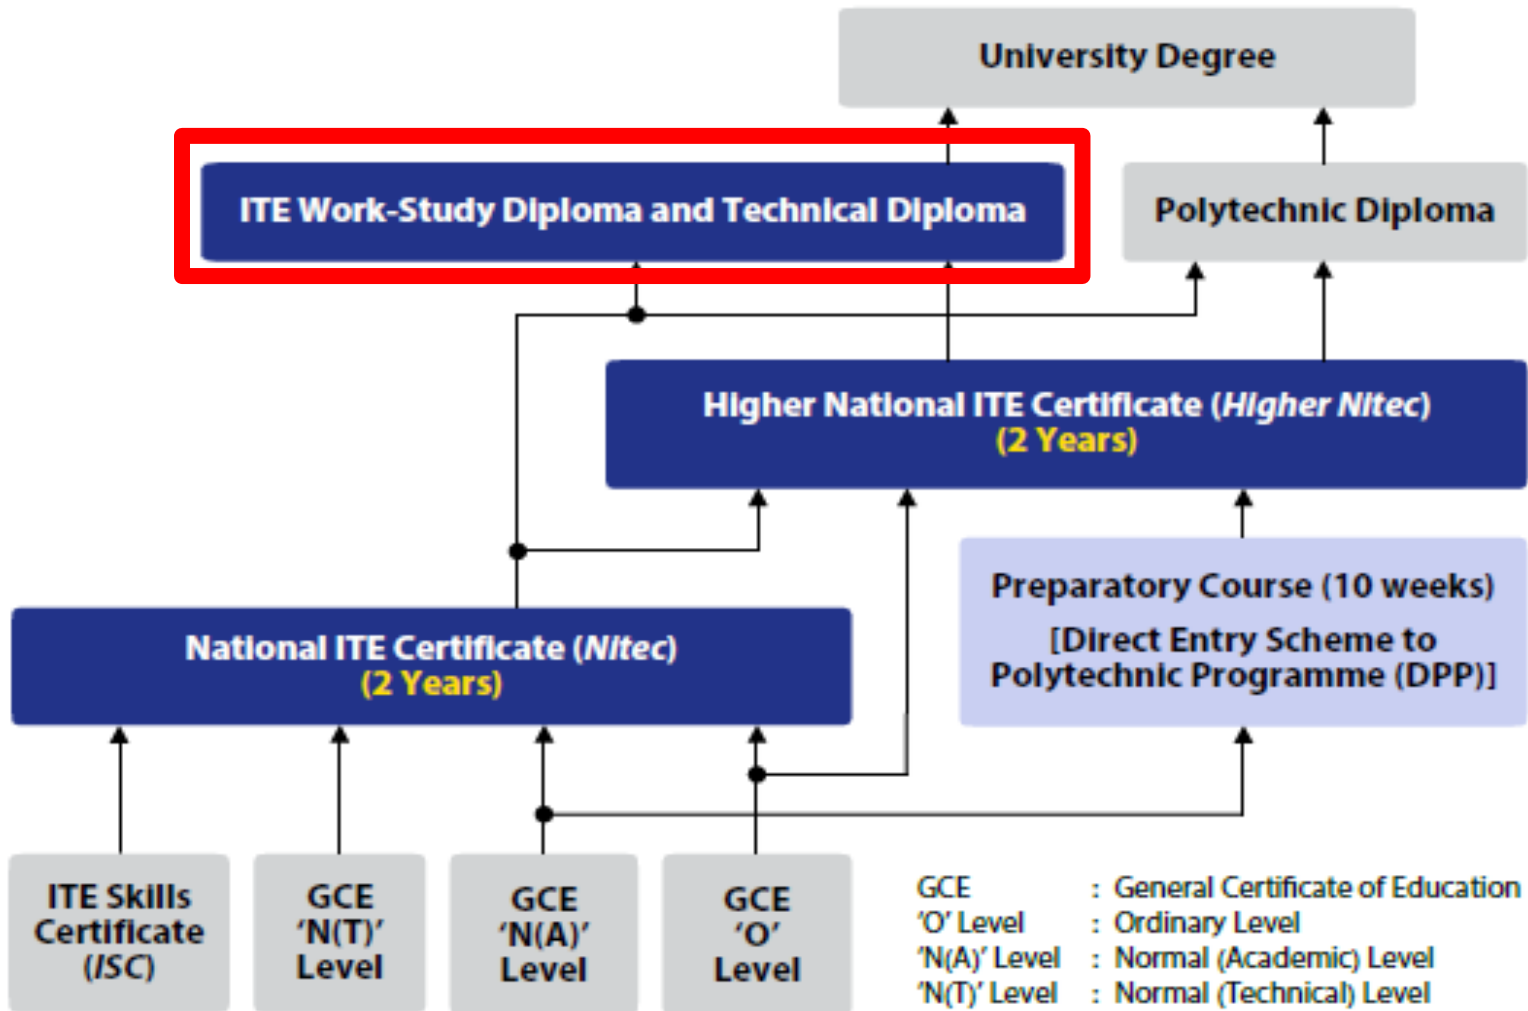 University Degree
ITE Work-Study Diploma and Technical Diploma
Polytechnic Diploma
Higher National ITE Certificate (Higher Nitec)
(2 Years)
Preparatory Course (10 weeks)
[Direct Entry Scheme to
Polytechnic Programme (DPP)]
National ITE Certificate (Nitec)
(2 Years)
ITE Skills
Certificate
(ISC)
GCE
‘N(T)’
Level
GCE
‘N(A)’
Level
GCE
‘O’
Level
GCE : General Certificate of Education
‘O’ Level : Ordinary Level
‘N(A)’ Level : Normal (Academic) Level
‘N(T)’ Level : Normal (Technical) Level